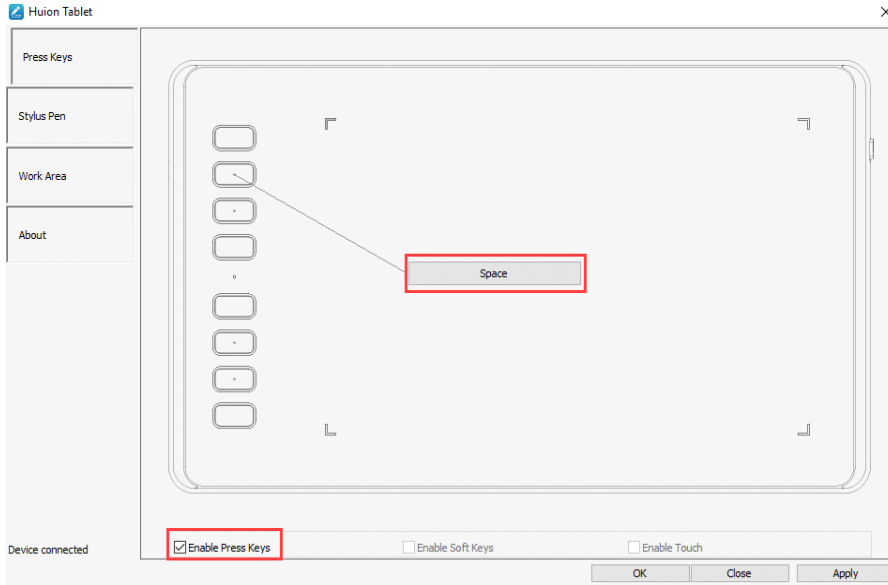 Huion Tablet
Press Keys
Stylus Pen
Work Area
About
Space
Device connected
Enable Press Keys
Enable Soft Keys
Enable Touch
OK
Close
Apply